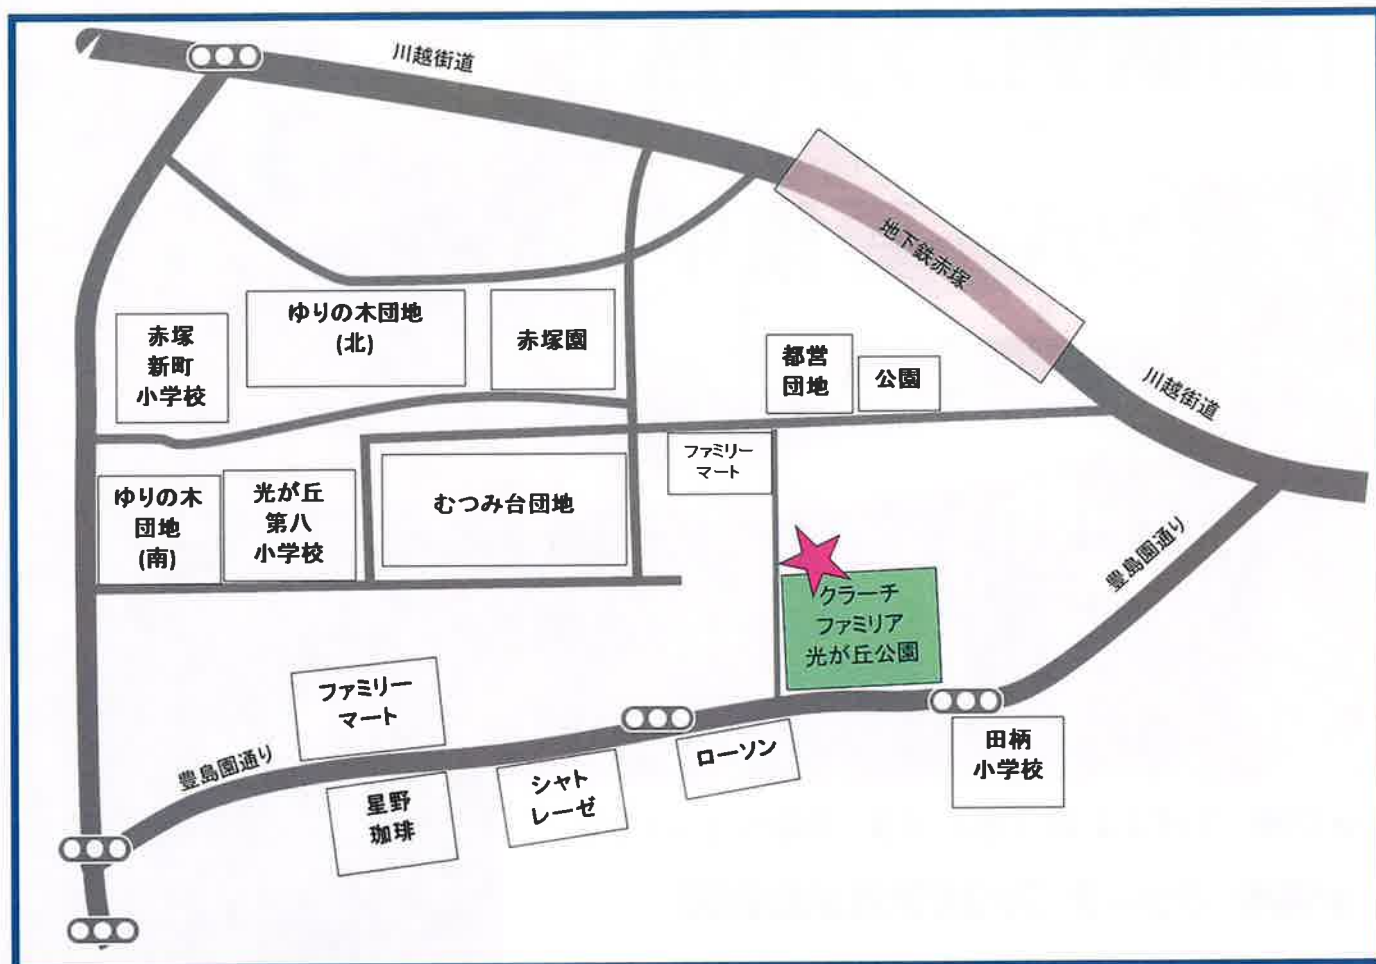 川越街道
地下鉄赤塚
ゆりの木団地
(北)
赤塚園
赤塚
新町
小学校
都営
団地
公園
川越街道
ファミリー
マート
ゆりの木
団地
(南)
光が丘
第八
小学校
むつみ台団地
豊島園通り
クラーチ
ファミリア
光が丘公園
ファミリー
マート
豊島園通り
星野
珈琲
シャト
レーゼ
ローソン
田柄
小学校